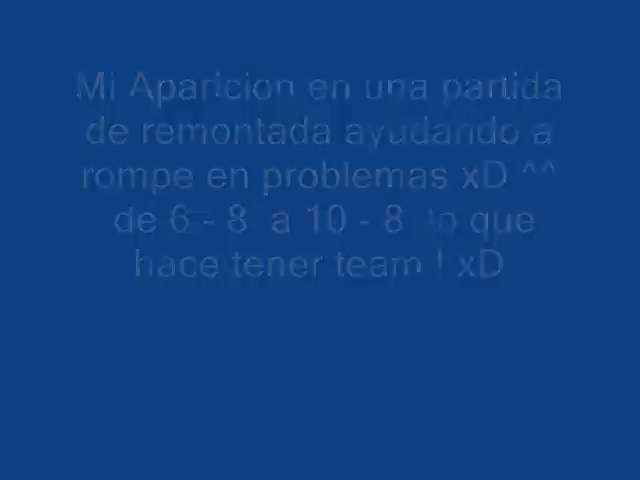 Mi Aparicion en una partida
de remontada ayudando a
rompe en problemas xD ^^
de 6 - 8 a 10 - 8 lo que
hace tener team ! xD